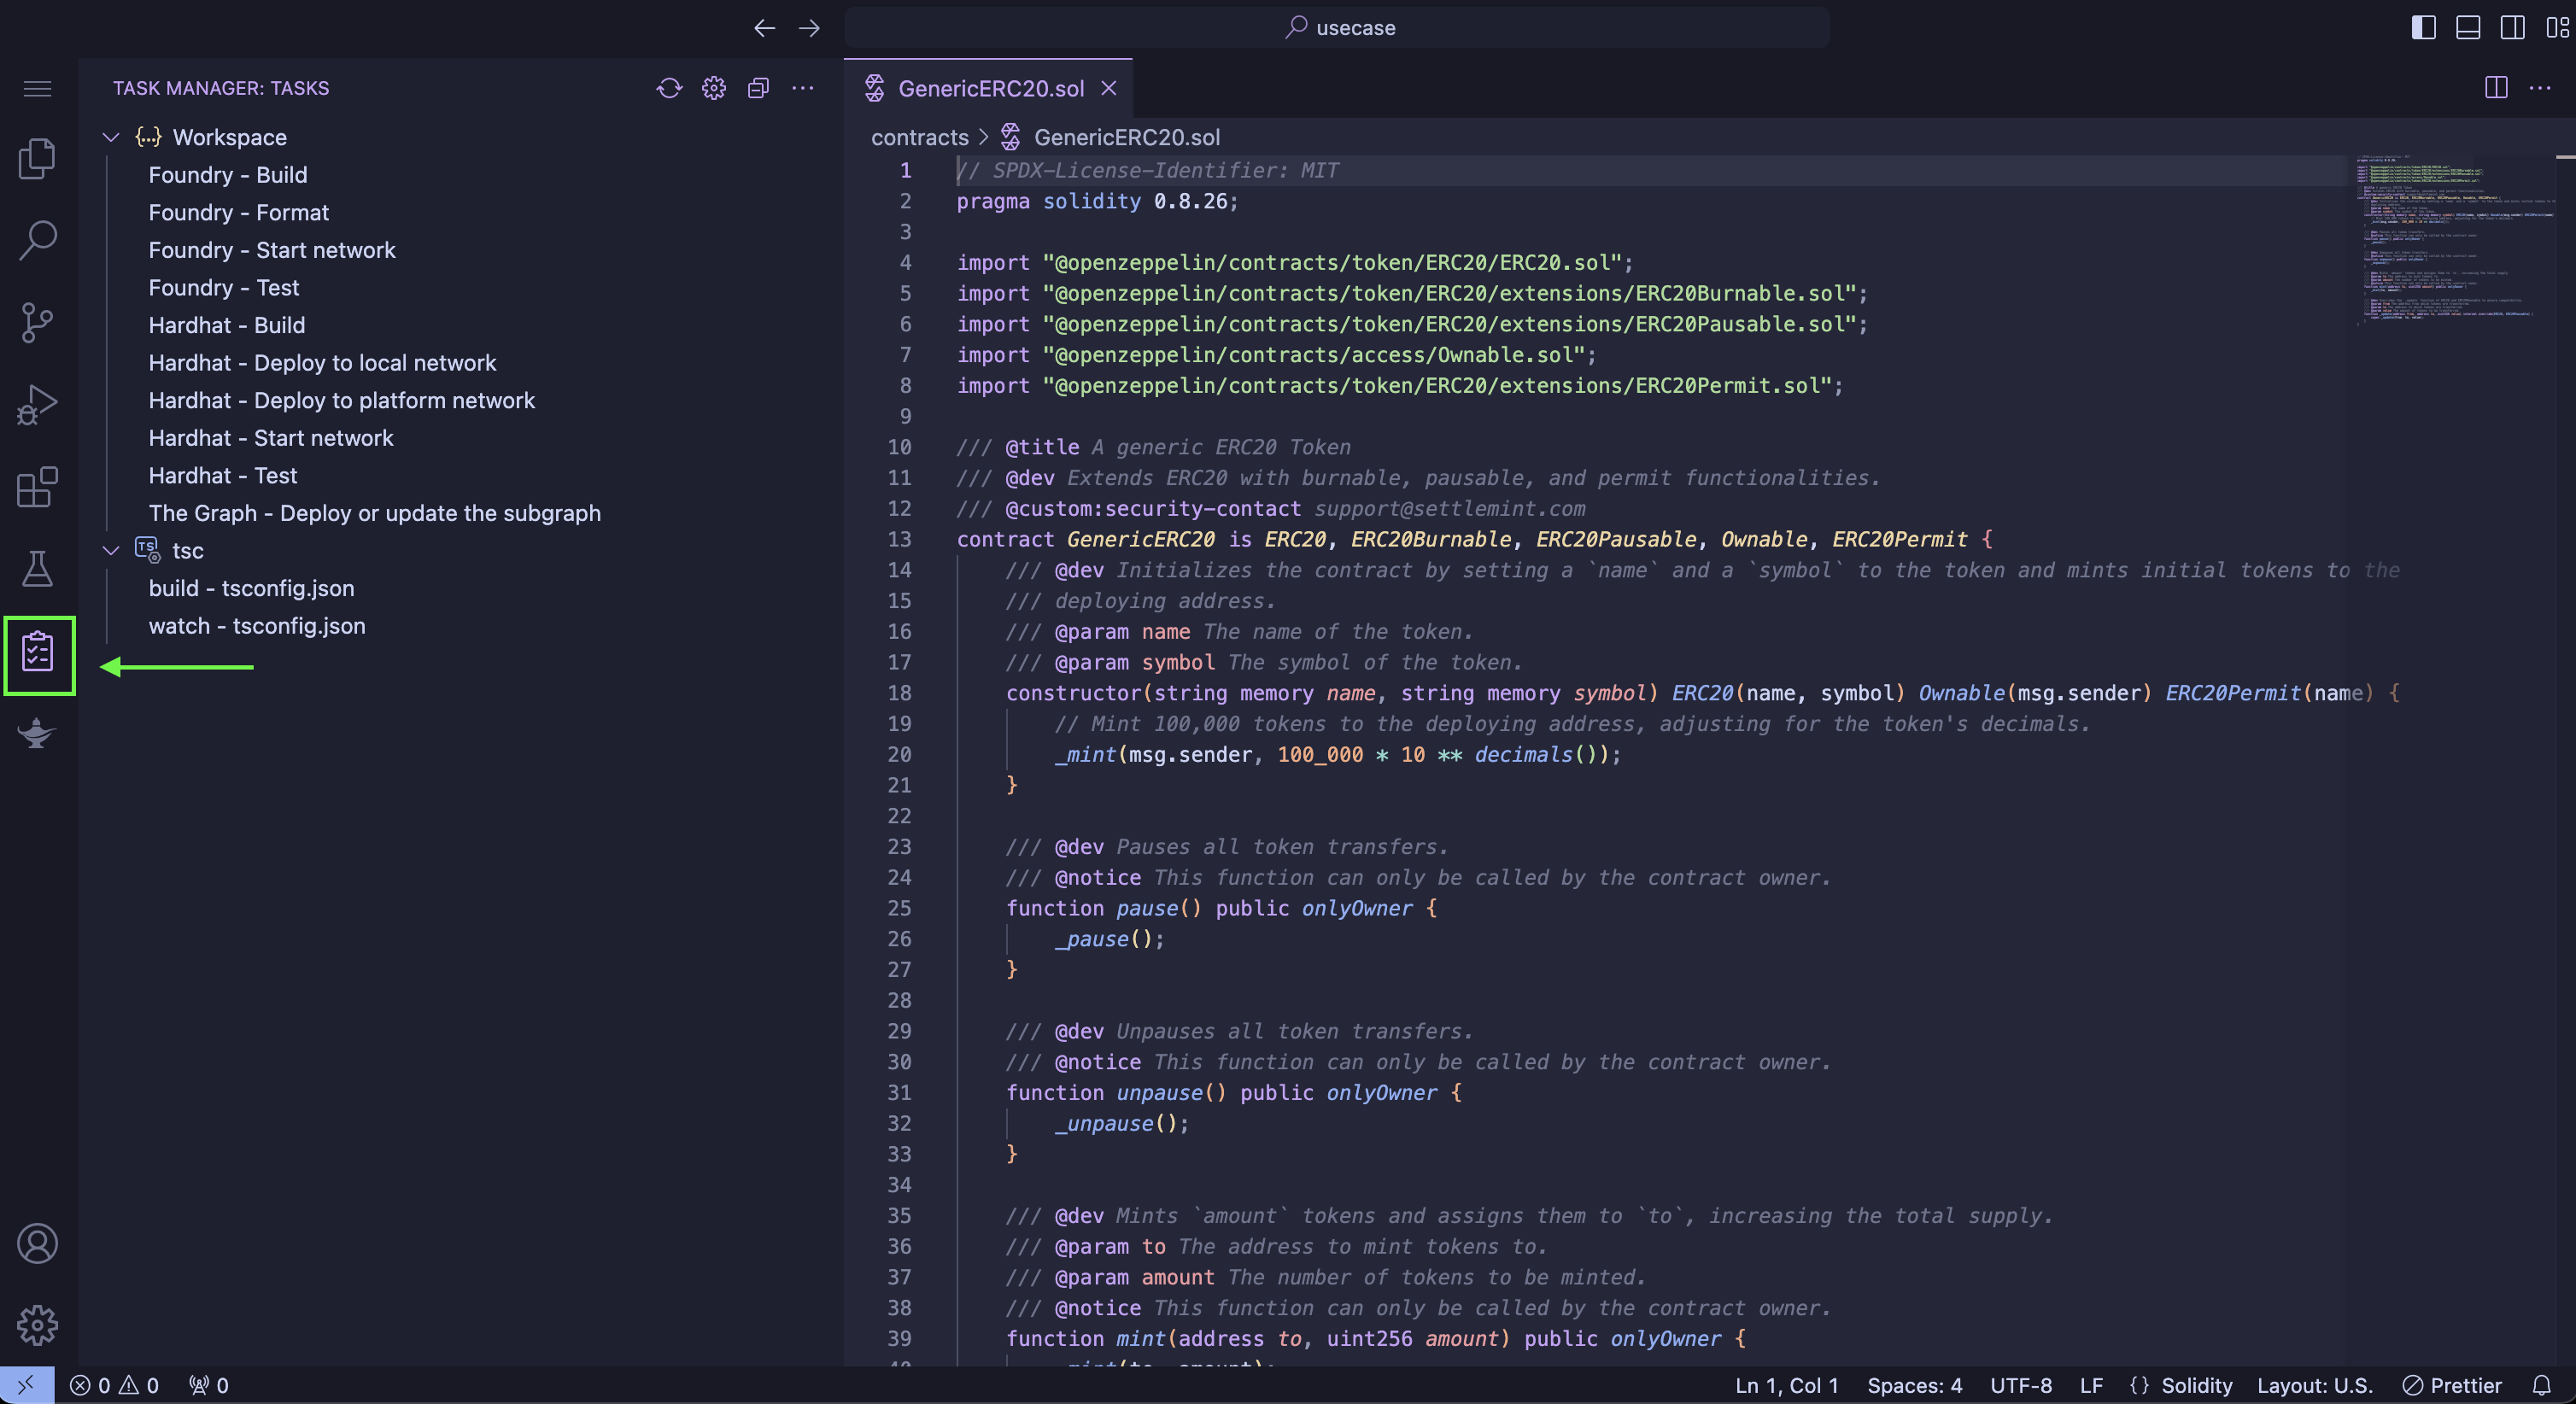 usecase
TASK MANAGER: TASKS
Workspace
Foundry - Build
Foundry - Format
Foundry - Start network
Foundry - Test
Hardhat - Build
Hardhat - Deploy to local network
Hardhat - Deploy to platform network
Hardhat - Start network
Hardhat - Test
The Graph - Deploy or update the subgraph
TS tsc
build - tsconfig.json
watch - tsconfig.json
GenericERC20.sol
contracts > GenericERC20.sol
1 // SPDX-License-Identifier: MIT
2 pragma solidity 0.8.26;
3
4 import "@openzeppelin/contracts/token/ERC20/ERC20.sol";
5 import "@openzeppelin/contracts/token/ERC20/extensions/ERC20Burnable.sol";
6 import "@openzeppelin/contracts/token/ERC20/extensions/ERC20Pausable.sol";
7 import "@openzeppelin/contracts/access/Ownable.sol";
8 import "@openzeppelin/contracts/token/ERC20/extensions/ERC20Permit.sol";
9
10 /// @title A generic ERC20 Token
11 /// @dev Extends ERC20 with burnable, pausable, and permit functionalities.
12 /// @custom:security-contact support@settlemint.com
13 contract GenericERC20 is ERC20, ERC20Burnable, ERC20Pausable, Ownable, ERC20Permit {
14 /// @dev Initializes the contract by setting a `name` and a `symbol` to the token and mints initial tokens to the
15 /// deploying address.
16 /// @param name The name of the token.
17 /// @param symbol The symbol of the token.
18 constructor(string memory name, string memory symbol) ERC20(name, symbol) Ownable(msg.sender) ERC20Permit(name) {
19 // Mint 100,000 tokens to the deploying address, adjusting for the token's decimals.
20 _mint(msg.sender, 100_000 * 10 ** decimals());
21 }
22
23 /// @dev Pauses all token transfers.
24 /// @notice This function can only be called by the contract owner.
25 function pause() public onlyOwner {
26 _pause();
27 }
28
29 /// @dev Unpauses all token transfers.
30 /// @notice This function can only be called by the contract owner.
31 function unpause() public onlyOwner {
32 _unpause();
33 }
34
35 /// @dev Mints `amount` tokens and assigns them to `to`, increasing the total supply.
36 /// @param to The address to mint tokens to.
37 /// @param amount The number of tokens to be minted.
38 /// @notice This function can only be called by the contract owner.
39 function mint(address to, uint256 amount) public onlyOwner {
0 0 0
Ln 1, Col 1 Spaces: 4 UTF-8 LF {} Solidity Layout: U.S. Prettier